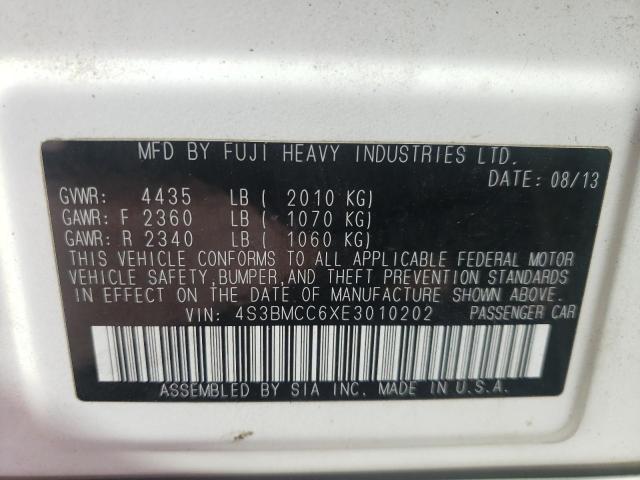 MFD BY FUJI HEAVY INDUSTRIES LTD.
DATE: 08/13
GVWR: 4435 LB ( 2010 KG)
GAWR: F 2360 LB ( 1070 KG)
GAWR: R 2340 LB ( 1060 KG)
THIS VEHICLE CONFORMS TO ALL APPLICABLE FEDERAL MOTOR
VEHICLE SAFETY,BUMPER,AND THEFT PREVENTION STANDARDS
IN EFFECT ON THE DATE OF MANUFACTURE SHOWN ABOVE.
VIN: 4S3BMCC6XE3010202 PASSENGER CAR
ASSEMBLED BY SIA INC. MADE IN U.S.A.